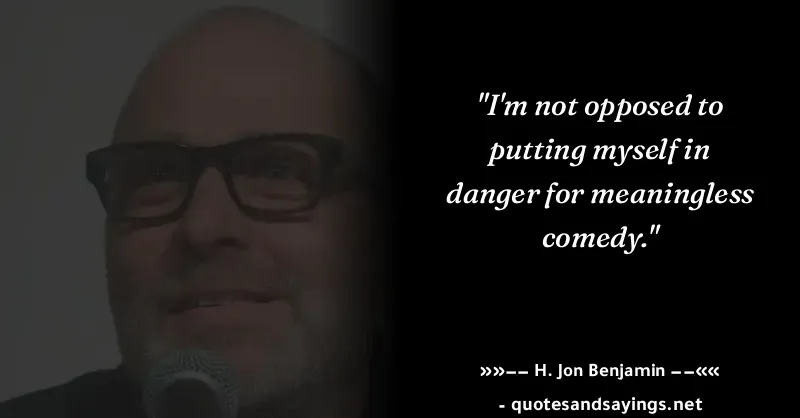 "I'm not opposed to
putting myself in
danger for meaningless
comedy."
»»–– H. Jon Benjamin ––««
- quotesandsayings.net